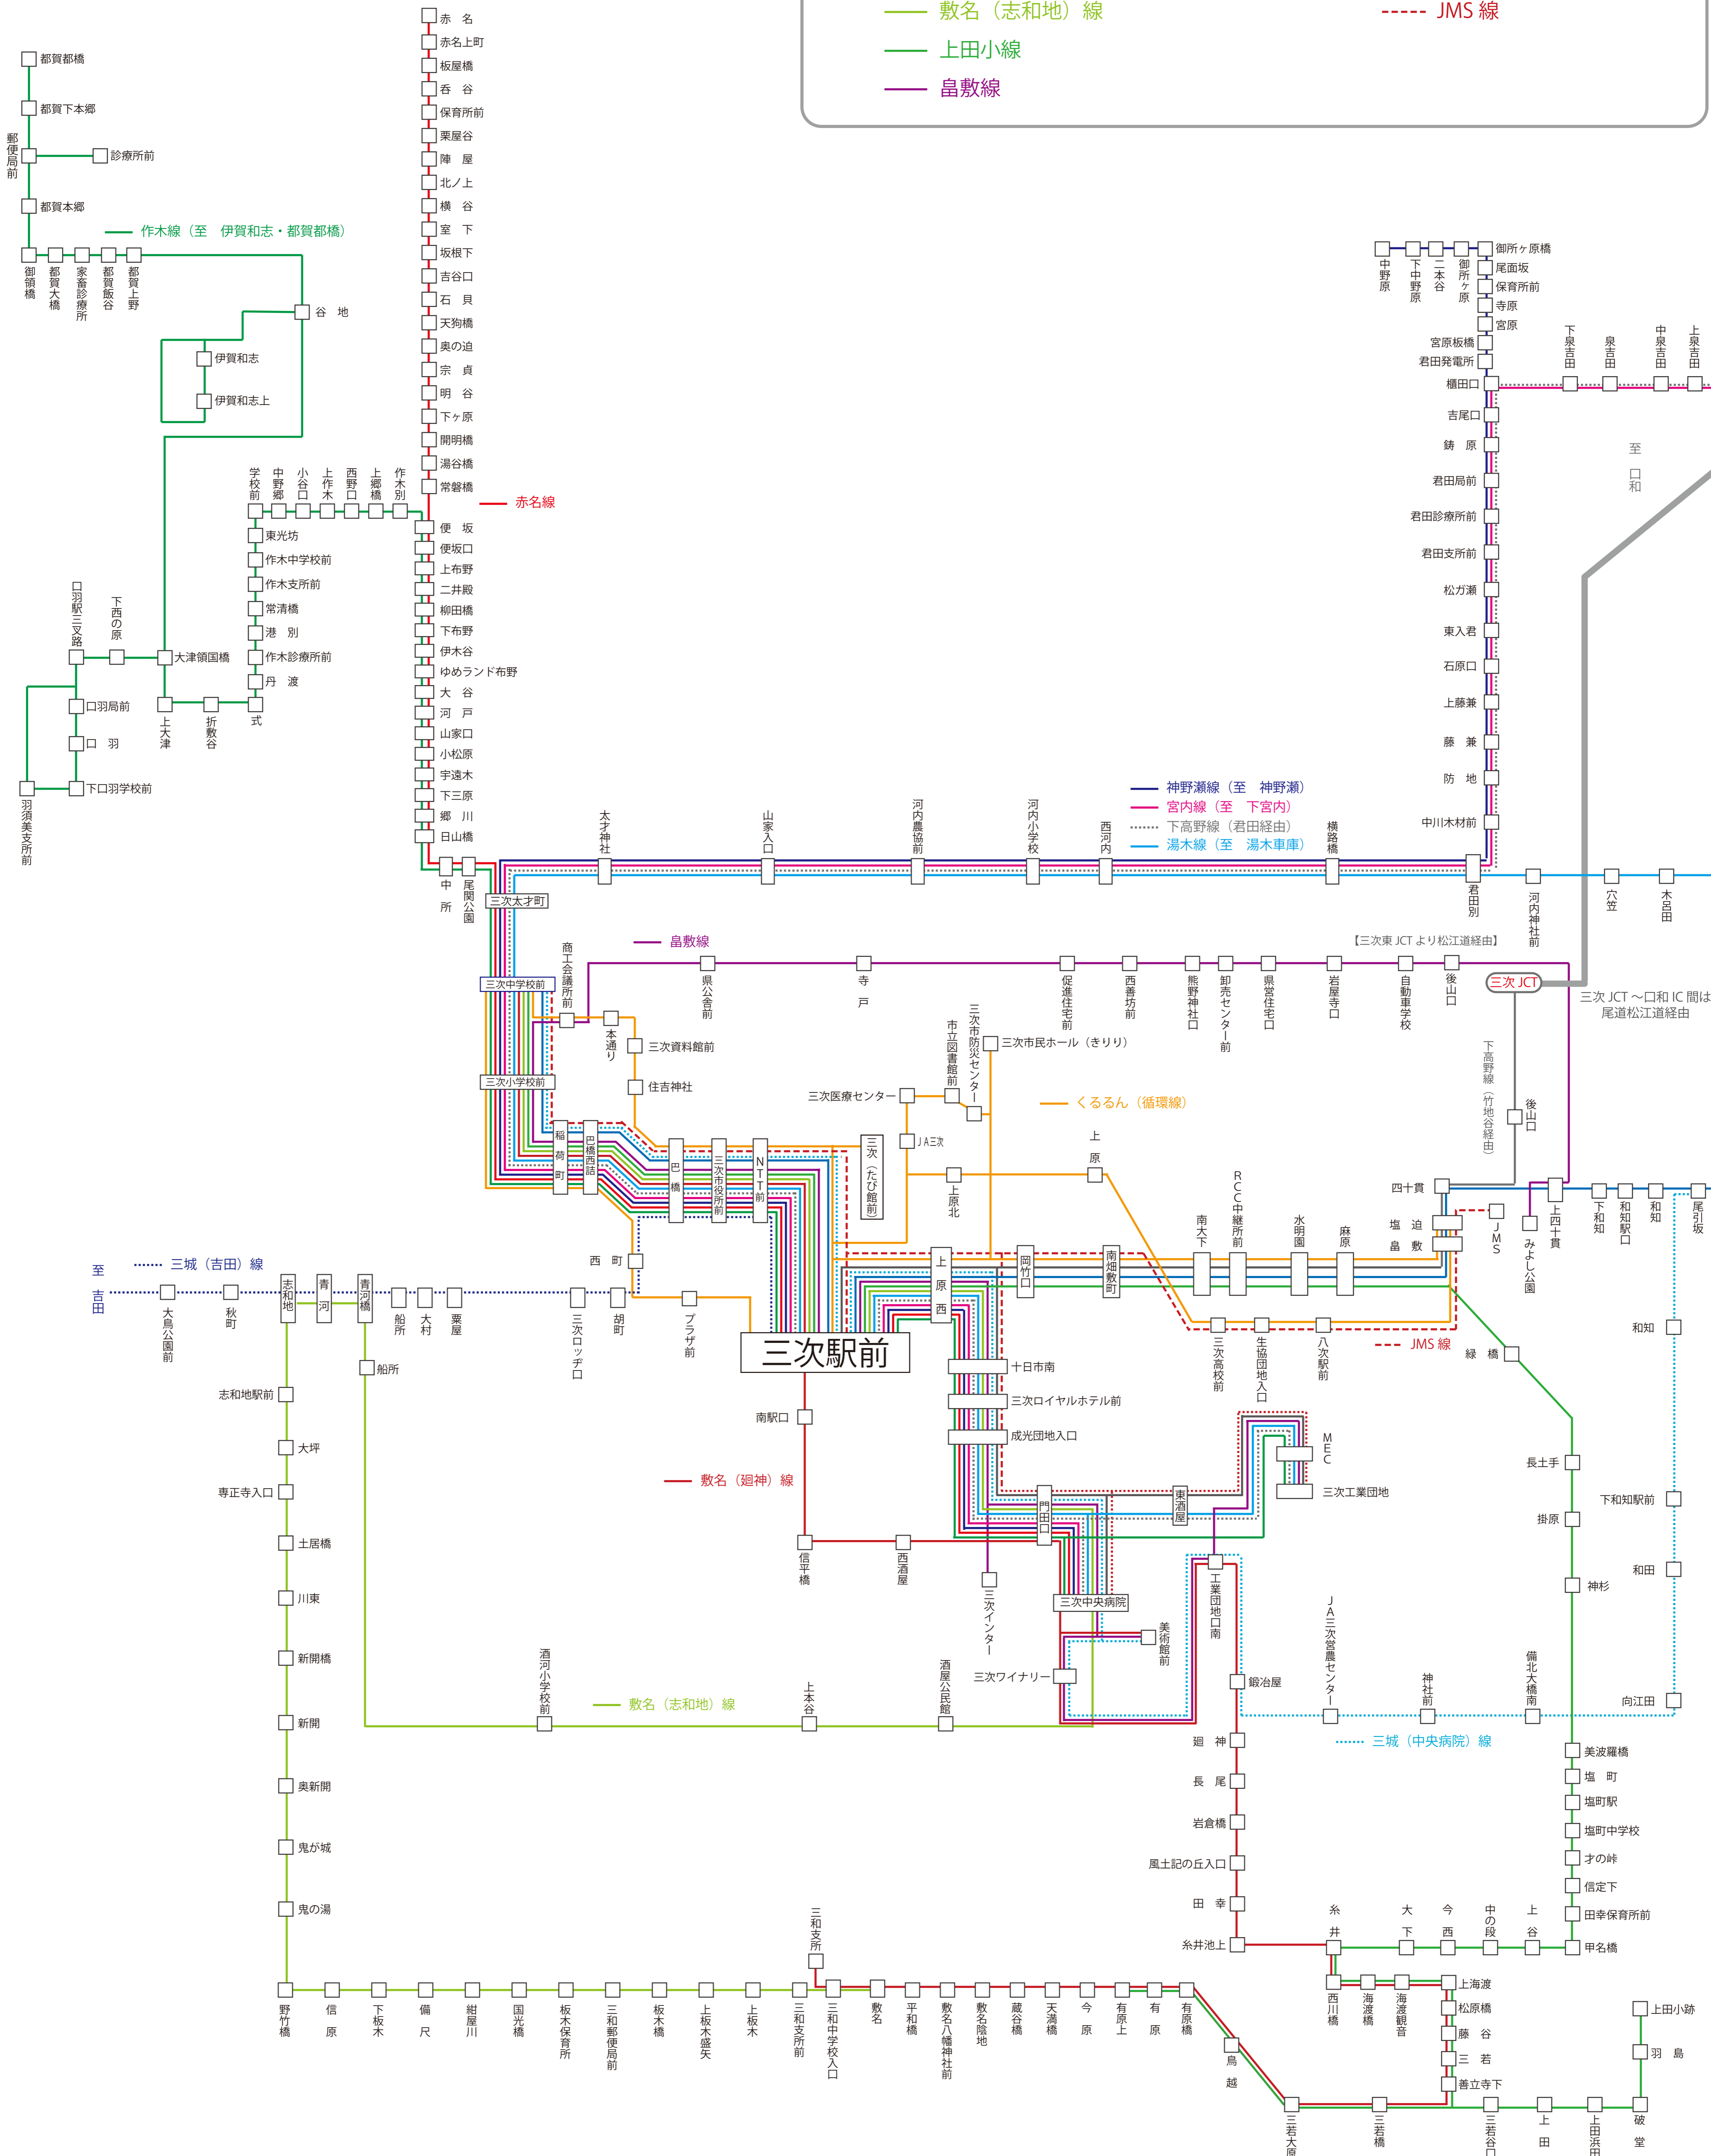 敷名（志和地）線
JMS 線
上田小線
畠敷線
都賀都橋
都賀下本郷
郵便局前
診療所前
都賀本郷
作木線（至　伊賀和志・都賀都橋）
御領橋
都賀大橋
家畜診療所
都賀飯谷
都賀上野
谷　地
伊賀和志
伊賀和志上
赤　名
赤名上町
板屋橋
呑　谷
保育所前
栗屋谷
陣　屋
北ノ上
横　谷
室　下
坂根下
吉谷口
石　貝
天狗橋
奥の迫
宗　貞
明　谷
下ヶ原
開明橋
湯谷橋
常磐橋
赤名線
便　坂
便坂口
上布野
二井殿
柳田橋
下布野
伊木谷
ゆめランド布野
大　谷
河　戸
山家口
小松原
宇遠木
下三原
郷　川
日山橋
中　所
尾関公園
学校前
中野郷
小谷口
上作木
西野口
上郷橋
作木別
東光坊
作木中学校前
作木支所前
常清橋
港　別
作木診療所前
丹　渡
式
折敷谷
上大津
大津領国橋
下西の原
口羽駅三叉路
口羽局前
口　羽
下口羽学校前
羽須美支所前
中野原
下中野原
二本谷
御所ヶ原
御所ヶ原橋
尾面坂
保育所前
寺原
宮原
宮原板橋
君田発電所
櫃田口
下泉吉田
泉吉田
中泉吉田
上泉吉田
吉尾口
鋳　原
君田局前
君田診療所前
君田支所前
松ガ瀬
東入君
石原口
上藤兼
藤　兼
防　地
中川木材前
至　口和
神野瀬線（至　神野瀬）
宮内線（至　下宮内）
下高野線（君田経由）
湯木線（至　湯木車庫）
太才神社
山家入口
河内農協前
河内小学校
西河内
横路橋
君田別
河内神社前
穴笠
木呂田
三次太才町
三次中学校前
三次小学校前
商工会議所前
畠敷線
県公舎前
寺　戸
促進住宅前
西善坊前
熊野神社口
卸売センター前
県営住宅口
岩屋寺口
自動車学校
後山口
【三次東 JCT より松江道経由】
三次 JCT
三次 JCT ～口和 IC 間は
尾道松江道経由
下高野線（竹地谷経由）
後山口
本通り
三次資料館前
住吉神社
三次市民ホール（きりり）
三次市防災センター
市立図書館前
三次医療センター
JA三次
くるるん（循環線）
上　原
上原北
稲荷町
巴橋西詰
巴　橋
三次市役所前
NTT前
三次（たび館前）
西　町
プラザ前
三次駅前
三城（吉田）線
至　吉田
大鳥公園前
秋町
志和地
青　河
青河橋
船所
大村
粟屋
三次ロッヂ口
胡町
船所
上原西
岡竹口
南畑敷町
南大下
RCC中継所前
水明園
麻原
四十貫
塩　迫
畠　敷
JMS
みよし公園
上四十貫
下和知
和知駅口
和知
尾引坂
三次高校前
生協団地入口
八次駅前
JMS 線
緑　橋
和知
長土手
下和知駅前
掛原
和田
神杉
向江田
十日市南
三次ロイヤルホテル前
成光団地入口
南駅口
敷名（廻神）線
信平橋
西酒屋
三次インター
門田口
東酒屋
MEC
三次工業団地
三次中央病院
美術館前
工業団地口南
三次ワイナリー
鍛冶屋
JA三次営農センター
神社前
備北大橋南
三城（中央病院）線
志和地駅前
大坪
専正寺入口
土居橋
川東
新開橋
新開
奥新開
鬼が城
鬼の湯
酒河小学校前
上本谷
酒屋公民館
敷名（志和地）線
廻　神
長　尾
岩倉橋
風土記の丘入口
田　幸
糸井池上
美波羅橋
塩　町
塩町駅
塩町中学校
才の峠
信定下
田幸保育所前
甲名橋
糸　井
大　下
今　西
中の段
上　谷
西川橋
海渡橋
海渡観音
上海渡
松原橋
藤　谷
三　若
善立寺下
上田小跡
羽　島
破　堂
上田浜田
上　田
三若谷口
三若橋
三若大原
鳥　越
三和支所
野竹橋
信　原
下板木
備　尺
紺屋川
国光橋
板木保育所
三和郵便局前
板木橋
上板木盛矢
上板木
三和支所前
三和中学校入口
敷名
平和橋
敷名八幡神社前
敷名陰地
蔵谷橋
天満橋
今　原
有原上
有　原
有原橋